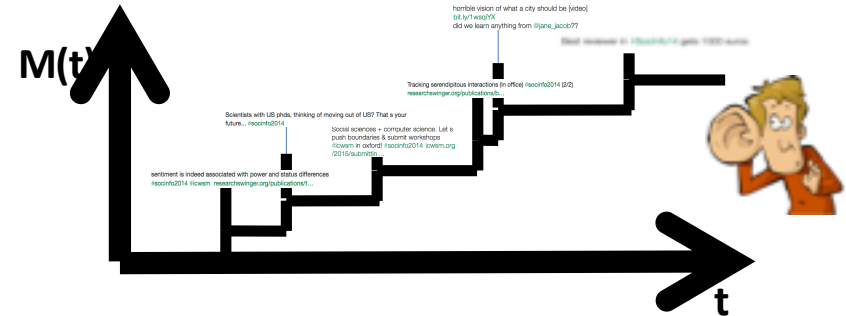 horrible vision of what a city should be [video]
bit.ly/1wsqlYX
did we learn anything from @jane_jacob??
M(t)
Tracking serendipitous interactions (in office) #socinfo2014 (2/2)
researchswinger.org/publications/b...
Scientists with US phds, thinking of moving out of US? That s your
future... #socinfo2014
Social sciences + computer science. Let s
push boundaries & submit workshops
#icwsm in oxford! #socinfo2014 icwsm.org
/2015/submittin...
sentiment is indeed associated with power and status differences
#socinfo2014 #icwsm researchswinger.org/publications/t...
t